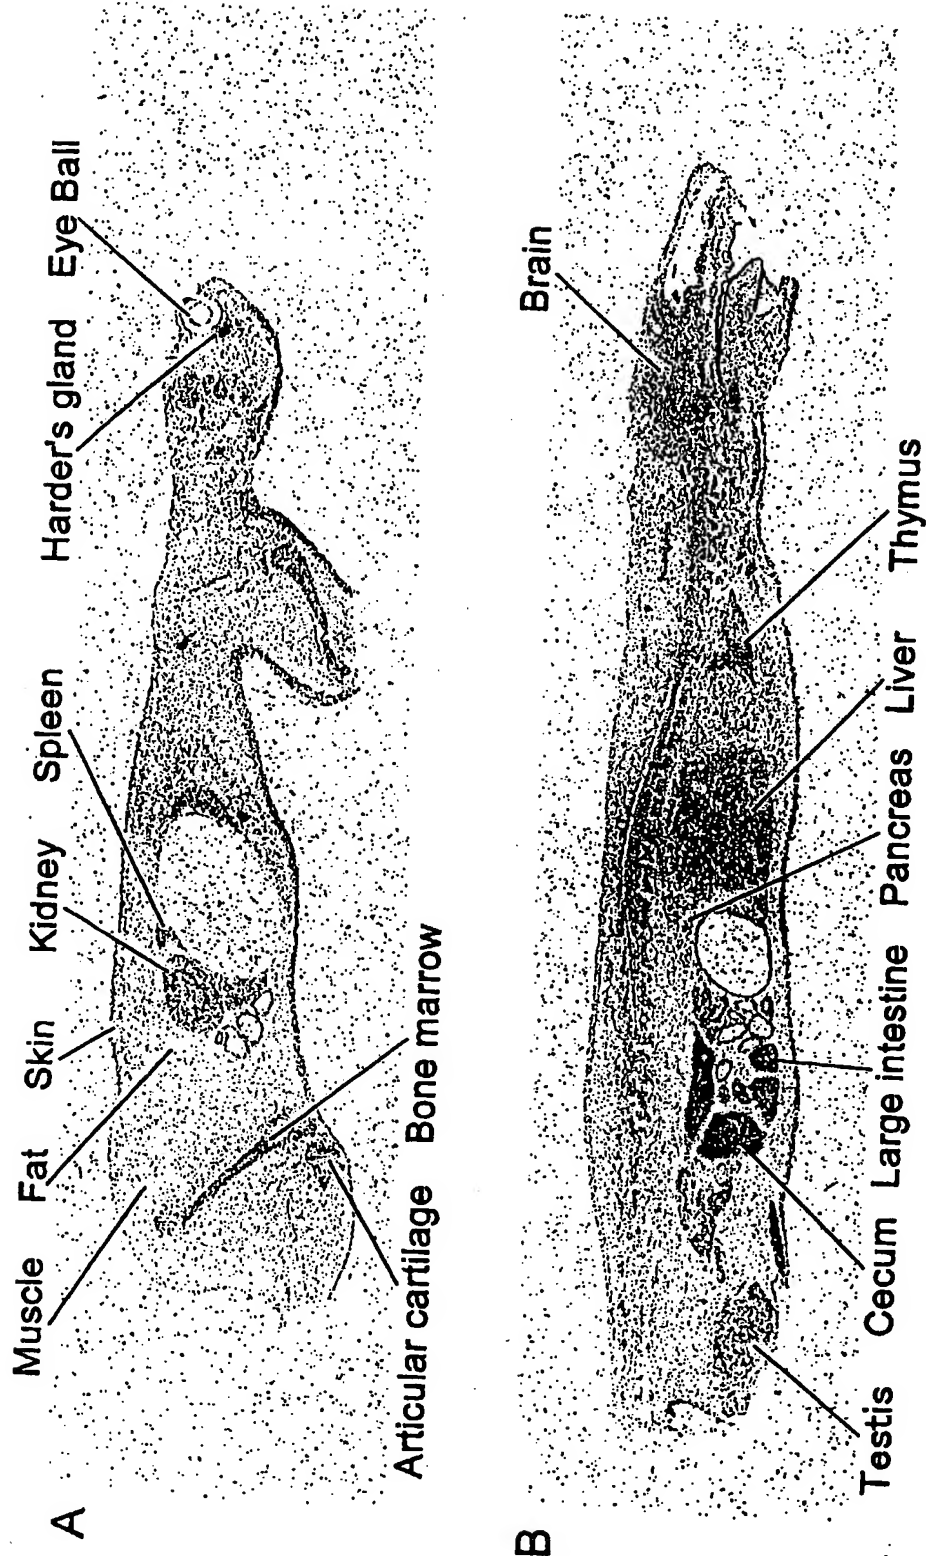 A
Muscle Fat Skin Kidney Spleen Harder's gland Eye Ball
Articular cartilage Bone marrow
B
Brain
Testis Cecum Large intestine Pancreas Liver Thymus